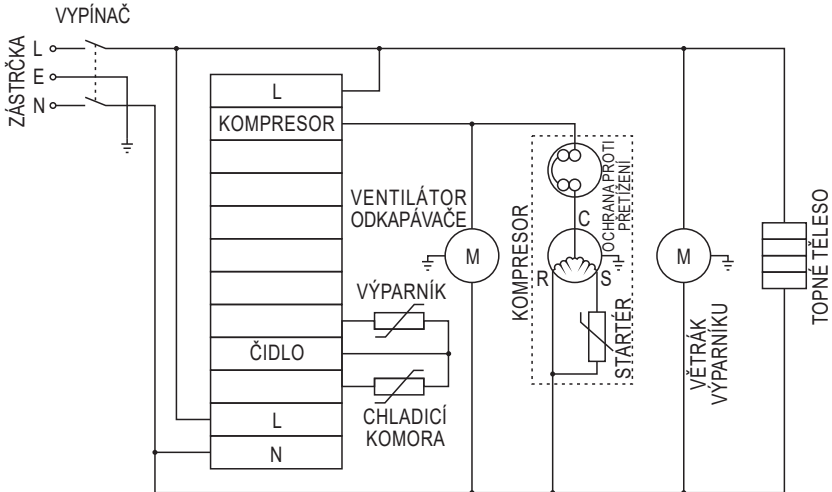 VYPÍNAČ
ZÁSTRČKA
L
E
N
L
KOMPRESOR
ČIDLO
L
N
VENTILÁTOR
ODKAPÁVAČE
M
VÝPARNÍK
CHLADICÍ
KOMORA
KOMPRESOR
OCHRANA PROTI
PŘETÍŽENÍ
C
R
S
STARTÉR
M
VĚTRÁK
VÝPARNÍKU
TOPNÉ TĚLESO